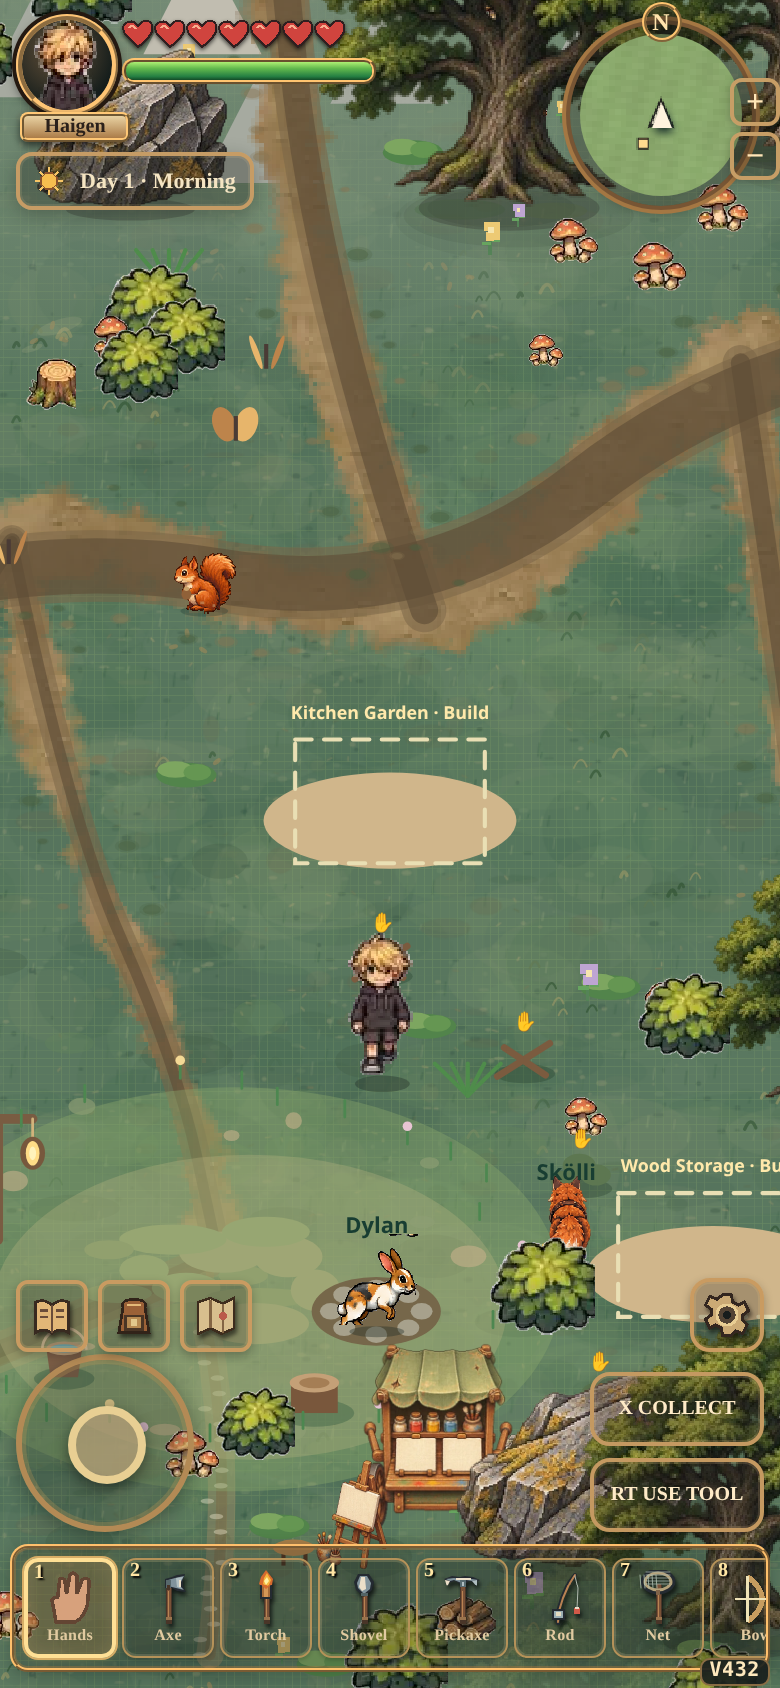 N
+
Haigen
−
Day 1 · Morning
Kitchen Garden · Build
Skölli
Wood Storage · Bu
Dylan
X COLLECT
RT USE TOOL
1
2
3
4
5
6
7
8
Hands
Axe
Torch
Shovel
Pickaxe
Rod
Net
Bow
V432